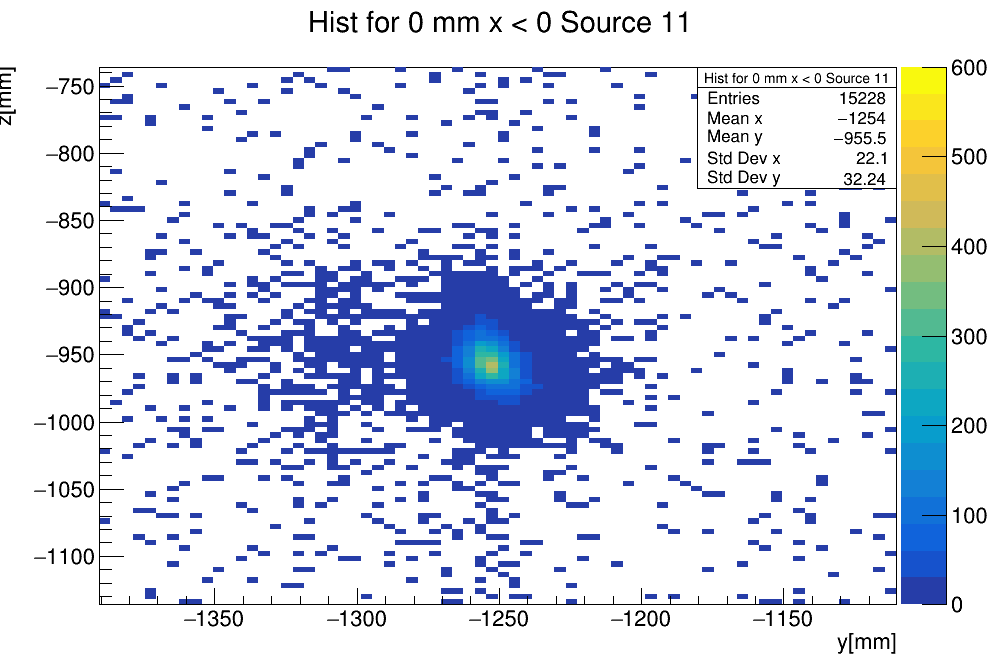 Hist for 0 mm x < 0 Source 11
z[mm]
−750
−800
−850
−900
−950
−1000
−1050
−1100
Hist for 0 mm x < 0 Source 11
Entries 15228
Mean x −1254
Mean y −955.5
Std Dev x 22.1
Std Dev y 32.24
600
500
400
300
200
100
0
−1350 −1300 −1250 −1200 −1150
y[mm]